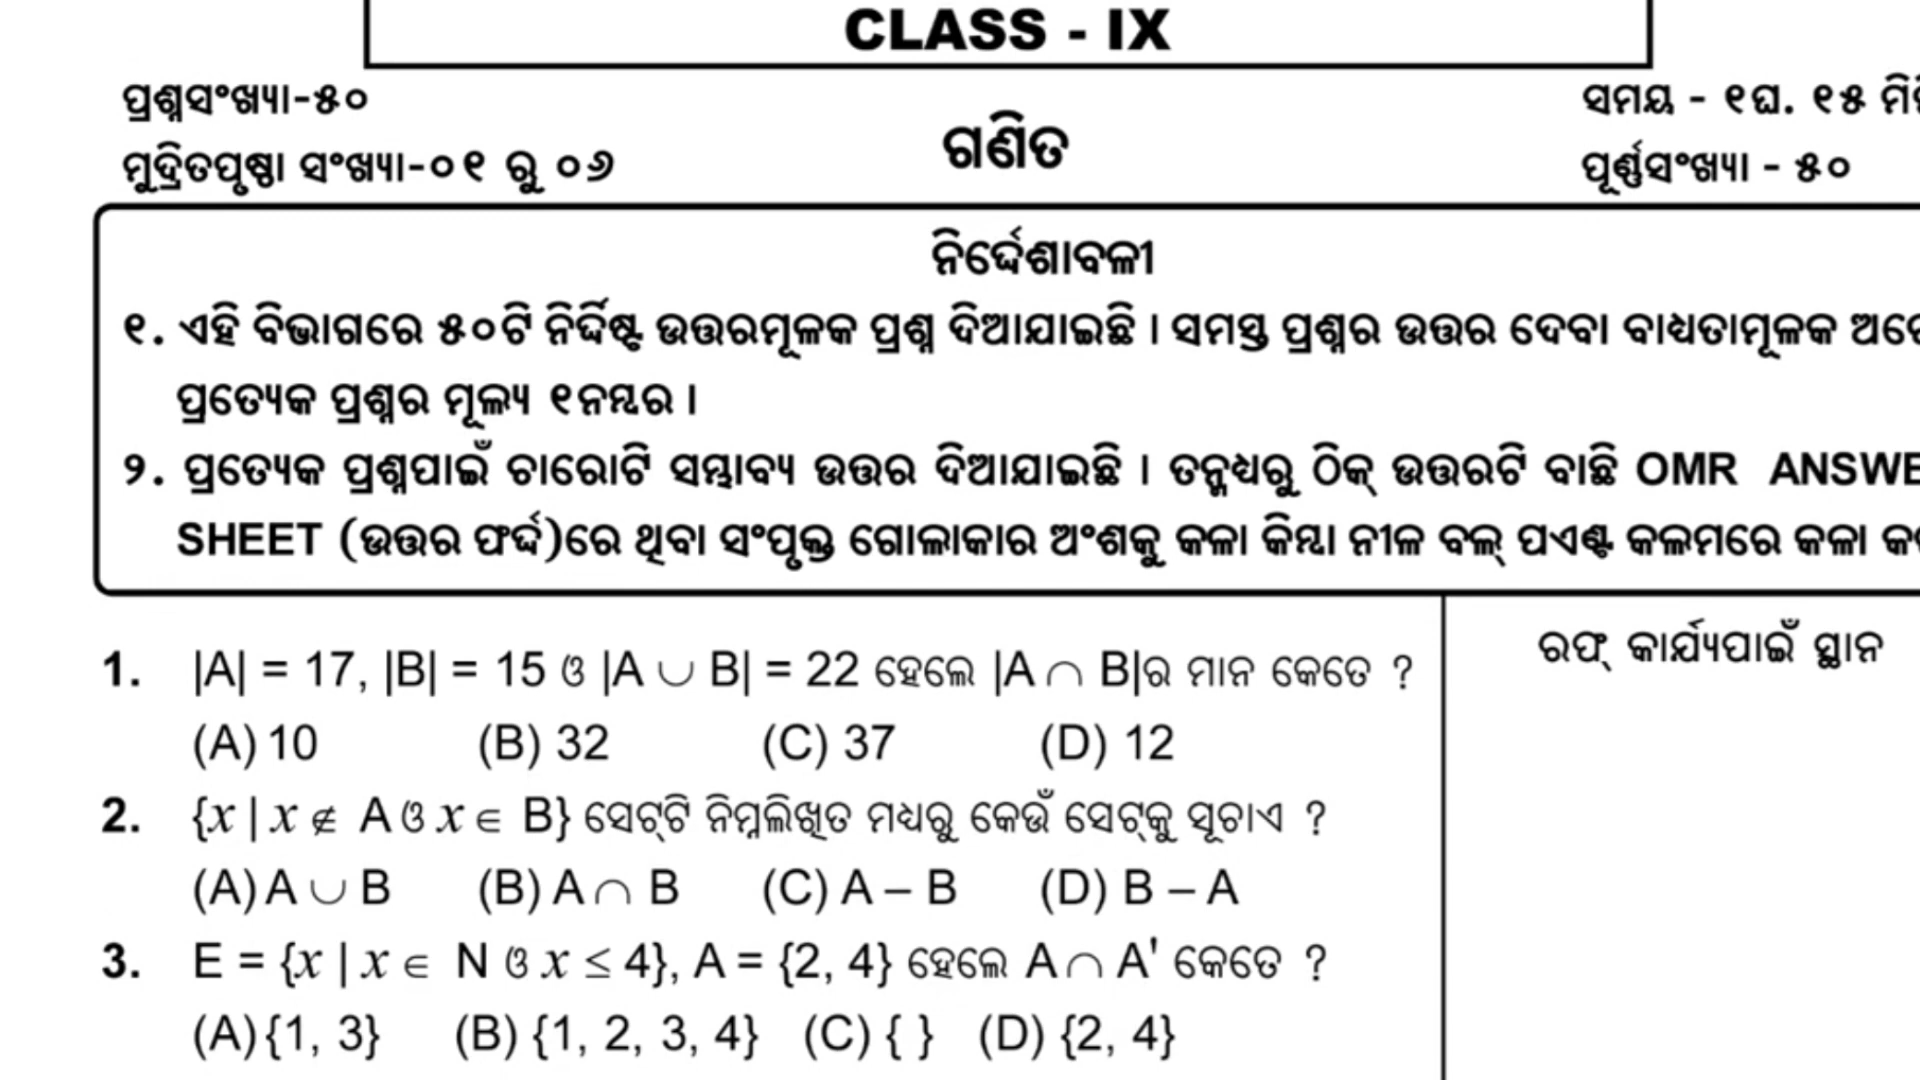 CLASS - IX
ପ୍ରଶ୍ନସଂଖ୍ୟା-୫୦
ସମୟ - ୧ଘ. ୧୫
ମୁଦ୍ରିତପୃଷ୍ଠା ସଂଖ୍ୟା-୦୧ ରୁ ୦୬
ଗଣିତ
ପୂର୍ଣ୍ଣସଂଖ୍ୟା - ୫୦
ନିର୍ଦ୍ଦେଶାବଳୀ
୧. ଏହି ବିଭାଗରେ ୫୦ଟି ନିର୍ଦ୍ଦିଷ୍ଟ ଉତ୍ତରମୂଳକ ପ୍ରଶ୍ନ ଦିଆଯାଇଛି । ସମସ୍ତ ପ୍ରଶ୍ନର ଉତ୍ତର ଦେବା ବାଧ୍ୟତାମୂଳକ
ପ୍ରତ୍ୟେକ ପ୍ରଶ୍ନର ମୂଲ୍ୟ ୧ନମ୍ବର ।
୨. ପ୍ରତ୍ୟେକ ପ୍ରଶ୍ନପାଇଁ ଚାରୋଟି ସମ୍ଭାବ୍ୟ ଉତ୍ତର ଦିଆଯାଇଛି । ତନ୍ମଧ୍ୟରୁ ଠିକ୍ ଉତ୍ତରଟି ବାଛି OMR ANSWE
SHEET (ଉତ୍ତର ଫର୍ଦ୍ଦ)ରେ ଥିବା ସଂପୃକ୍ତ ଗୋଲାକାର ଅଂଶକୁ କଳା କିମ୍ବା ନୀଳ ବଲ୍ ପଏଣ୍ଟ କଲମରେ କଳା
ରଫ୍ କାର୍ଯ୍ୟପାଇଁ ସ୍ଥାନ
1. |A| = 17, |B| = 15 ଓ |A ∪ B| = 22 ହେଲେ |A ∩ B|ର ମାନ କେତେ ?
(A) 10 (B) 32 (C) 37 (D) 12
2. {x | x ∉ A ଓ x ∈ B} ସେଟ୍‌ଟି ନିମ୍ନଲିଖିତ ମଧ୍ୟରୁ କେଉଁ ସେଟ୍‌କୁ ସୂଚାଏ ?
(A) A ∪ B (B) A ∩ B (C) A – B (D) B – A
3. E = {x | x ∈ N ଓ x ≤ 4}, A = {2, 4} ହେଲେ A ∩ A' କେତେ ?
(A) {1, 3} (B) {1, 2, 3, 4} (C) { } (D) {2, 4}